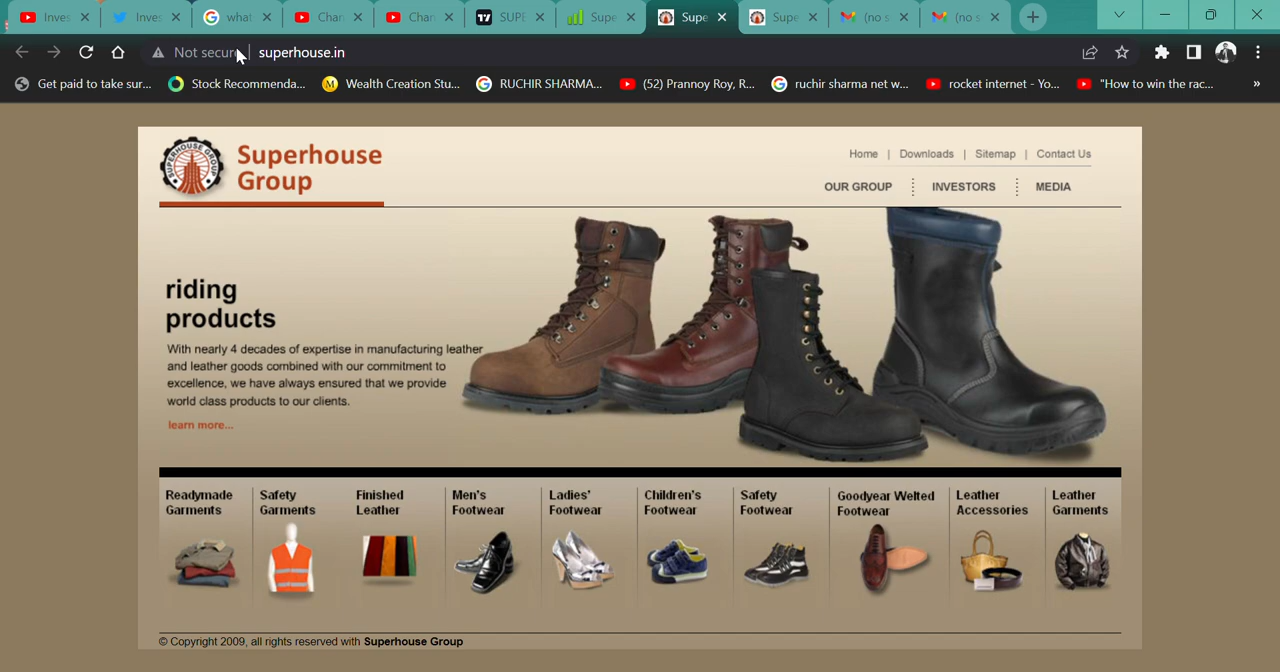 Inves
Inves
what
Chan
Chan
SUPE
Supe
Supe
Supe
(no s
(no s
Not secure
superhouse.in
Get paid to take sur...
Stock Recommenda...
Wealth Creation Stu...
RUCHIR SHARMA...
(52) Prannoy Roy, R...
ruchir sharma net w...
rocket internet - Yo...
"How to win the rac...
»
SUPERHOUSE GROUP
Superhouse
Group
Home | Downloads | Sitemap | Contact Us
OUR GROUP
INVESTORS
MEDIA
riding
products
With nearly 4 decades of expertise in manufacturing leather
and leather goods combined with our commitment to
excellence, we have always ensured that we provide
world class products to our clients.
learn more...
Readymade
Garments
Safety
Garments
Finished
Leather
Men's
Footwear
Ladies'
Footwear
Children's
Footwear
Safety
Footwear
Goodyear Welted
Footwear
Leather
Accessories
Leather
Garments
© Copyright 2009, all rights reserved with Superhouse Group